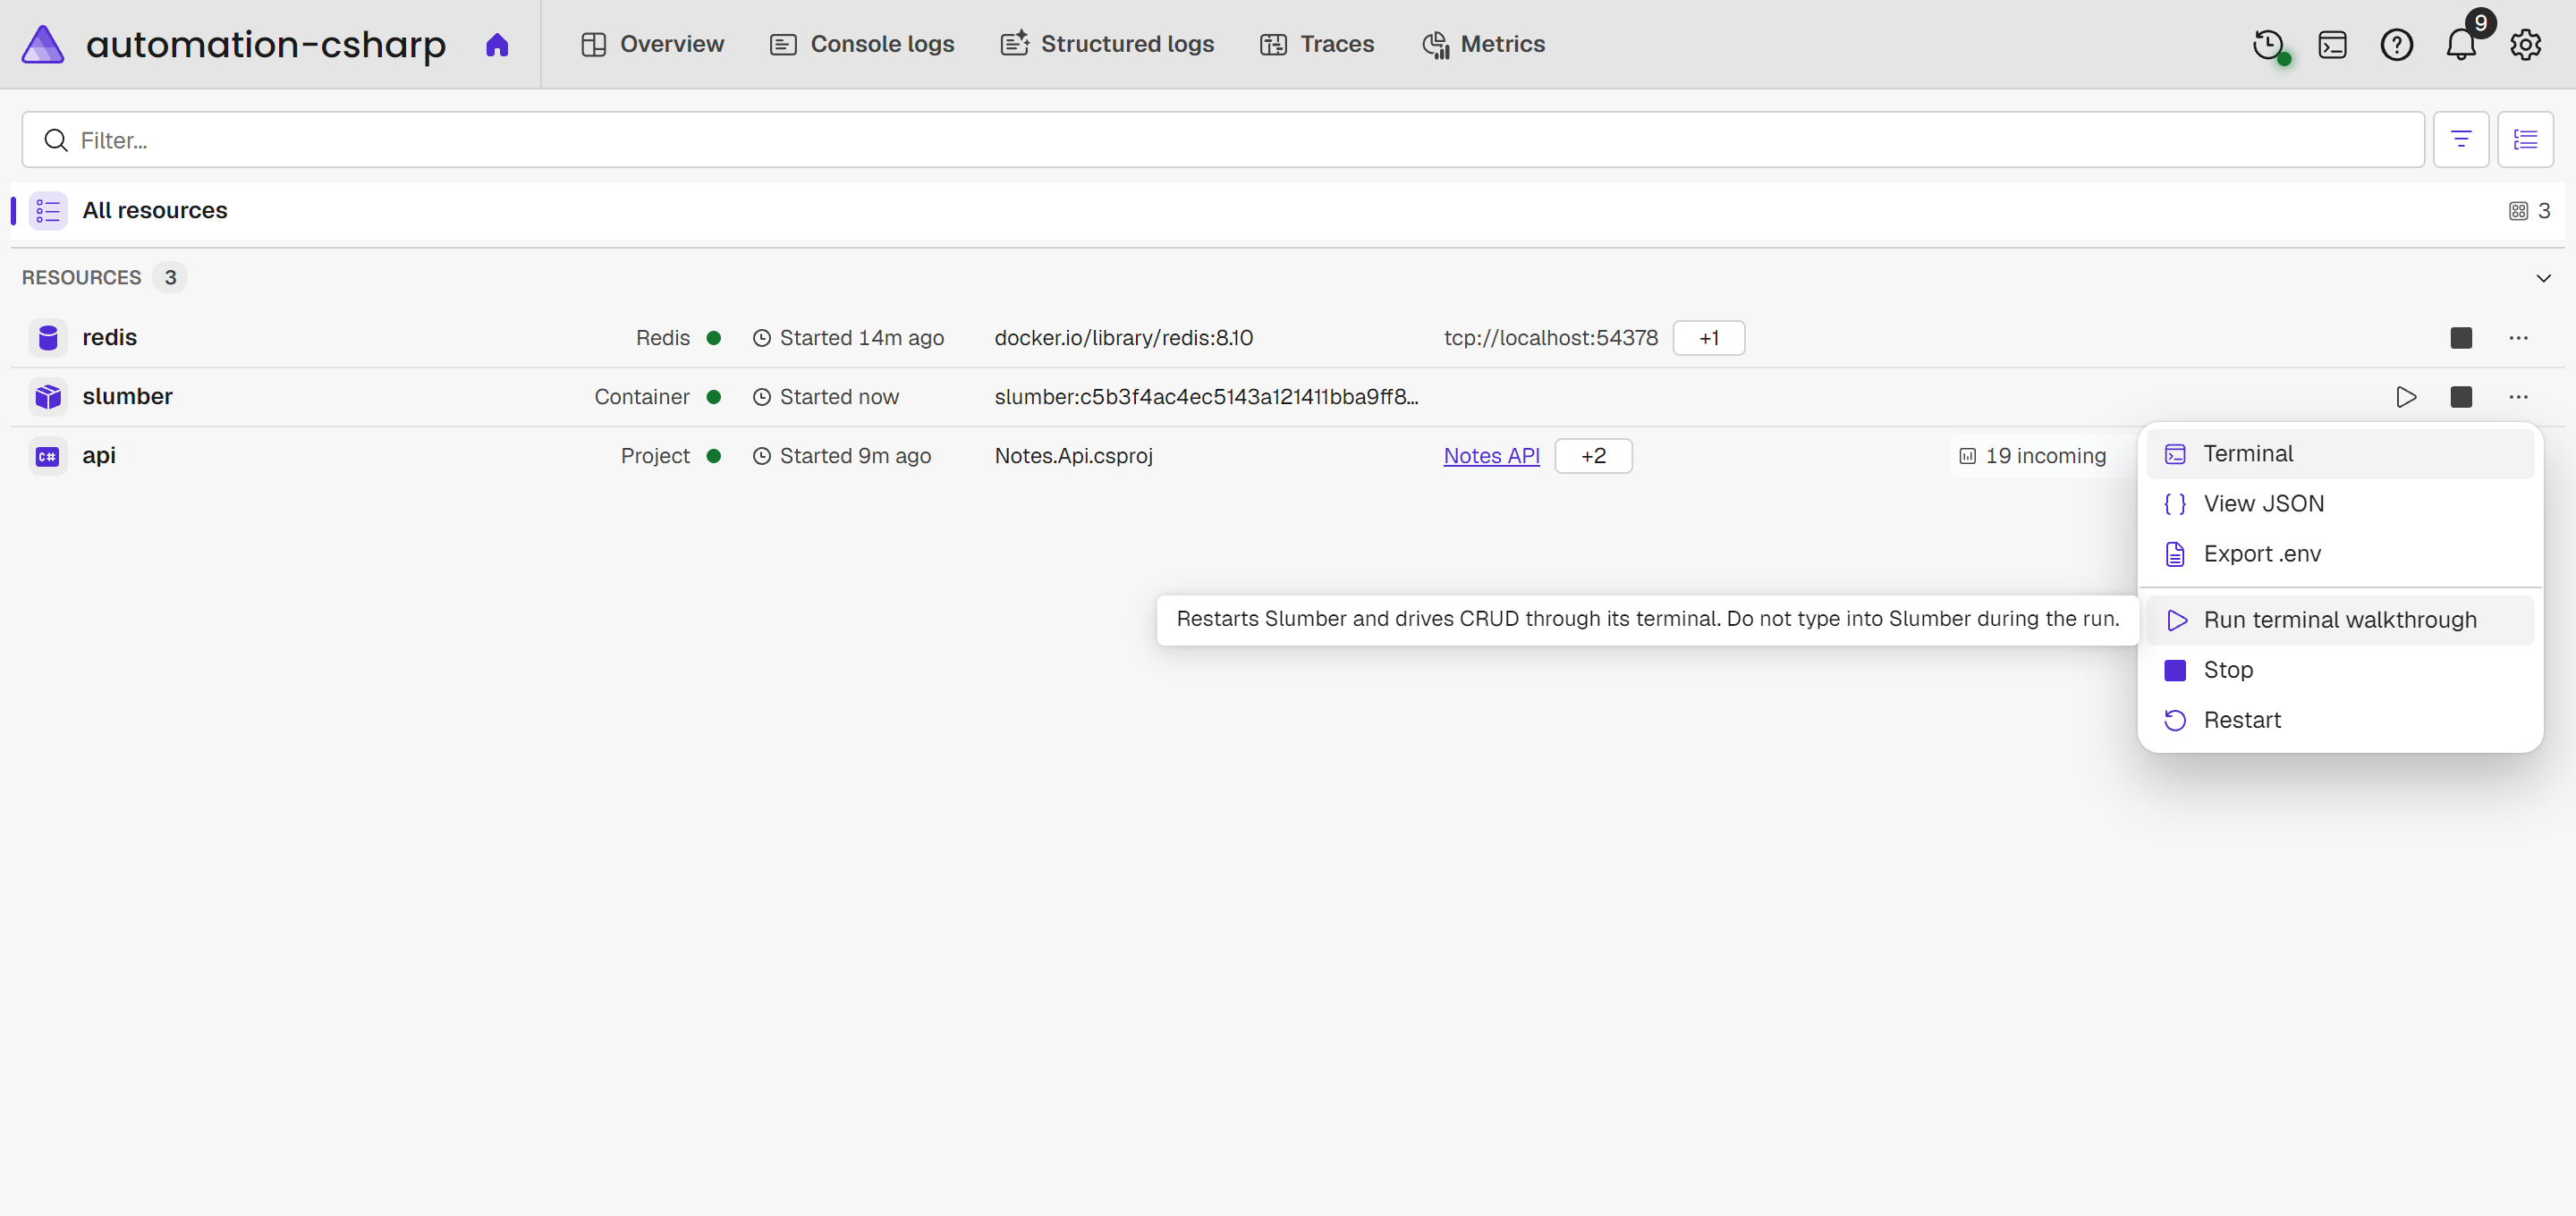 automation-csharp
Overview
Console logs
Structured logs
Traces
Metrics
9
Filter...
All resources
3
RESOURCES 3
redis Redis Started 14m ago docker.io/library/redis:8.10 tcp://localhost:54378 +1
slumber Container Started now slumber:c5b3f4ac4ec5143a121411bba9ff8...
C# api Project Started 9m ago Notes.Api.csproj Notes API +2 19 incoming
Terminal
View JSON
Export .env
Restarts Slumber and drives CRUD through its terminal. Do not type into Slumber during the run.
Run terminal walkthrough
Stop
Restart